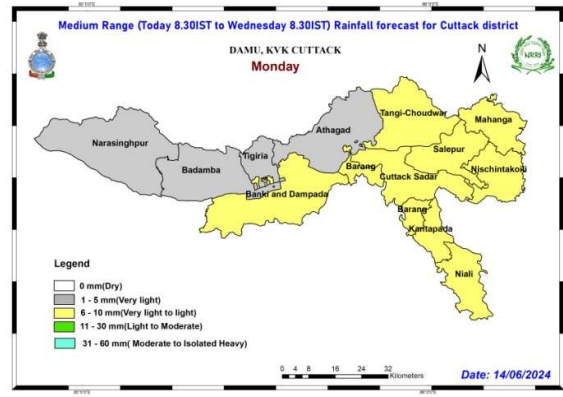 Medium Range (Today 8.30IST to Wednesday 8.30IST) Rainfall forecast for Cuttack district
DAMU, KVK CUTTACK
Monday
N
NRRI
Narasinghpur
Badamba
Tigiria
Athagad
Tangi-Choudwar
Mahanga
Salepur
Nischintakoili
Barang
Cuttack Sadar
Banki and Dampada
Barang
Kantapada
Niali
Legend
0 mm(Dry)
1 - 5 mm(Very light)
6 - 10 mm(Very light to light)
11 - 30 mm(Light to Moderate)
31 - 60 mm( Moderate to Isolated Heavy)
0 4 8 16 24 32
Kilometers
Date: 14/06/2024